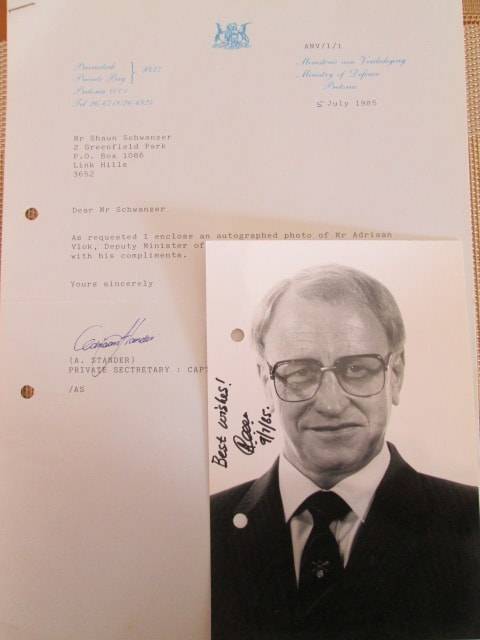 Privaatsak
Private Bag } X427
Pretoria 0001
Tel
ANV/1/1
Ministerie van Verdediging
Ministry of Defence
Pretoria
5 July 1985
Mr Shaun Schwanzer
2 Greenfield Park
P.O. Box 1086
Link Hills
3652
Dear Mr Schwanzer
As requested I enclose an autographed photo of Mr Adriaan
Vlok, Deputy Minister of
with his compliments.
Yours sincerely
(A. STANDER)
PRIVATE SECTRETARY : CAPT
/AS
Best wishes!
9/7/85.